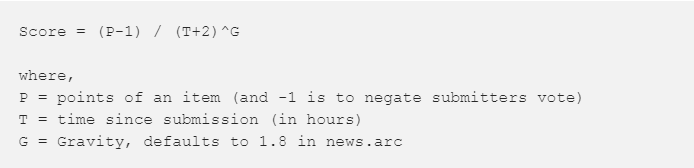 Score = (P-1) / (T+2)^G
where,
P = points of an item (and -1 is to negate submitters vote)
T = time since submission (in hours)
G = Gravity, defaults to 1.8 in news.arc